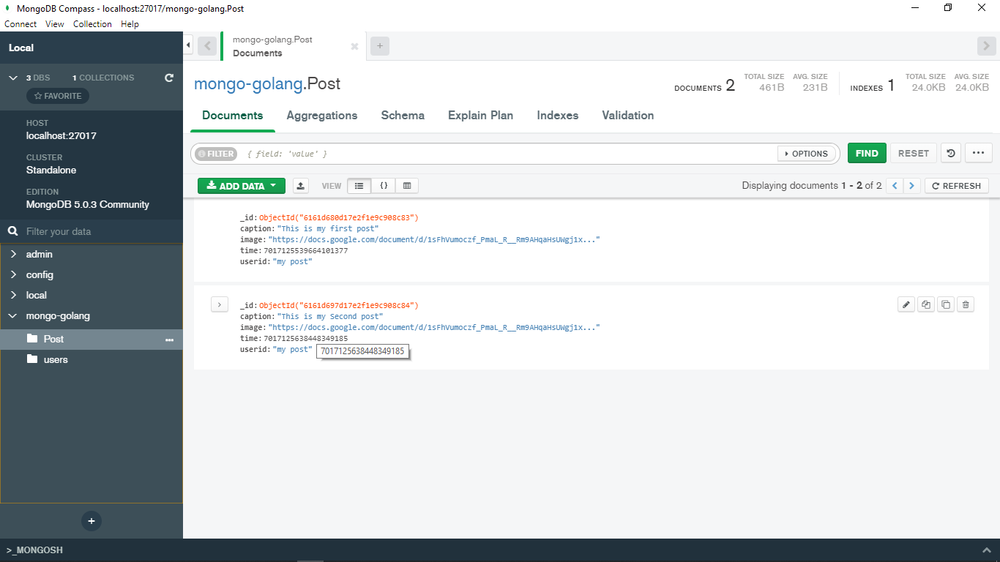 MongoDB Compass - localhost:27017/mongo-golang.Post
Connect View Collection Help
Local
3 DBS 1 COLLECTIONS
FAVORITE
HOST
localhost:27017
CLUSTER
Standalone
EDITION
MongoDB 5.0.3 Community
Filter your data
admin
config
local
mongo-golang
Post
users
>_MONGOSH
mongo-golang.Post
Documents
mongo-golang.Post
DOCUMENTS 2 TOTAL SIZE 461B AVG. SIZE 231B INDEXES 1 TOTAL SIZE 24.0KB AVG. SIZE 24.0KB
Documents Aggregations Schema Explain Plan Indexes Validation
FILTER { field: 'value' } OPTIONS FIND RESET
ADD DATA VIEW {} Displaying documents 1 - 2 of 2 REFRESH
_id: ObjectId("6161d680d17e2f1e9c908c83")
caption: "This is my first post"
image: "https://docs.google.com/document/d/1sFhVumoczf_PmaL_R__Rm9AHqaHsUWgj1x..."
time: 7017125539664101377
userid: "my post"
_id: ObjectId("6161d697d17e2f1e9c908c84")
caption: "This is my Second post"
image: "https://docs.google.com/document/d/1sFhVumoczf_PmaL_R__Rm9AHqaHsUWgj1x..."
time: 7017125638448349185
userid: "my post"
7017125638448349185